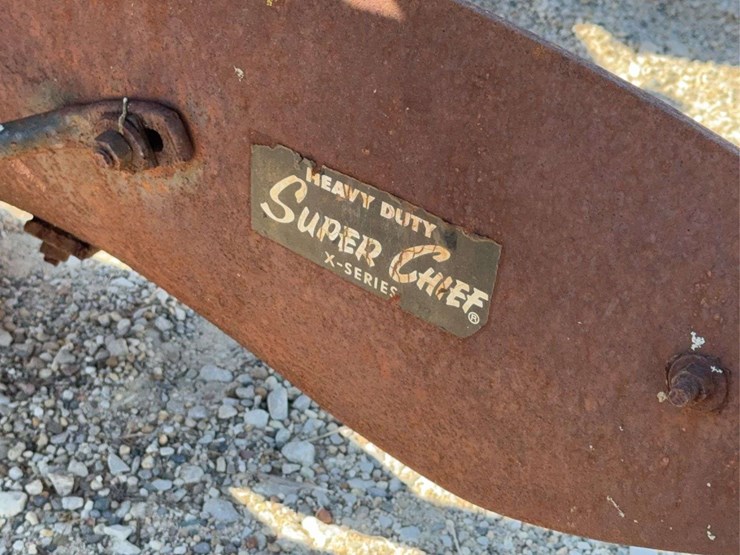 HEAVY DUTY
SUPER CHIEF®
X-SERIES